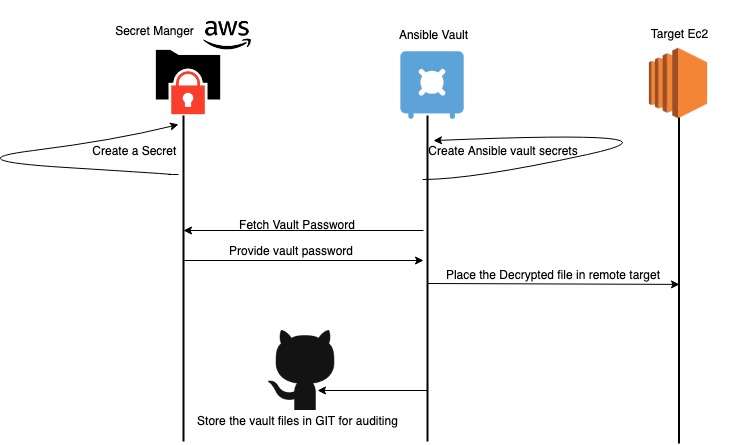 Secret Manger
aws
Ansible Vault
Target Ec2
Create a Secret
Create Ansible vault secrets
Fetch Vault Password
Provide vault password
Place the Decrypted file in remote target
Store the vault files in GIT for auditing